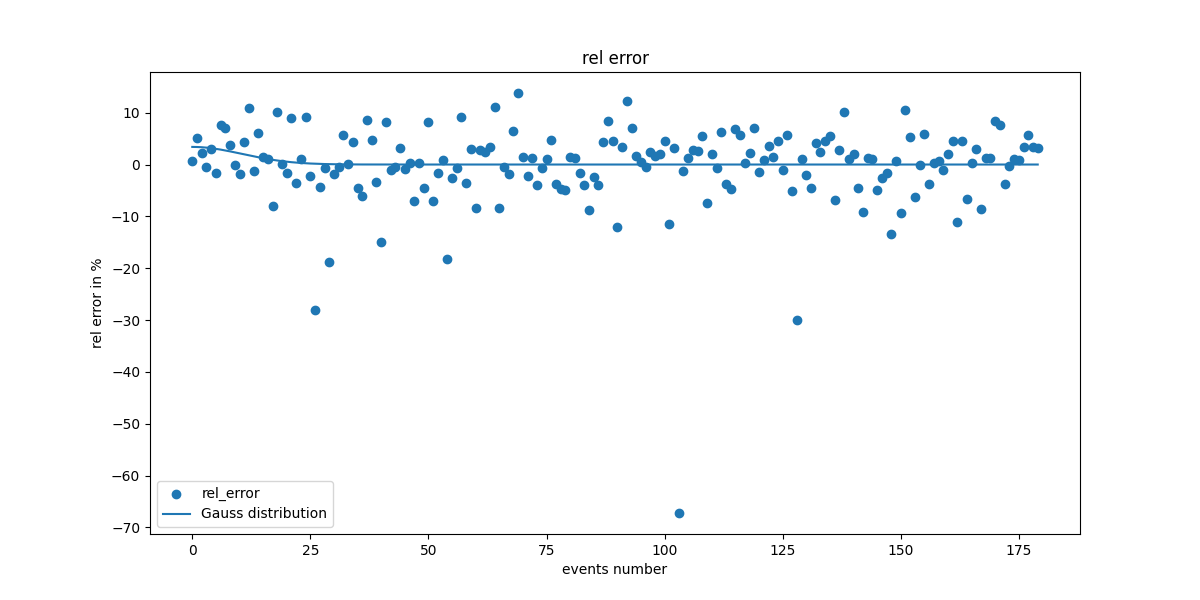 rel error
rel error in %
10
0
−10
−20
−30
−40
−50
−60
−70
rel_error
Gauss distribution
0 25 50 75 100 125 150 175
events number